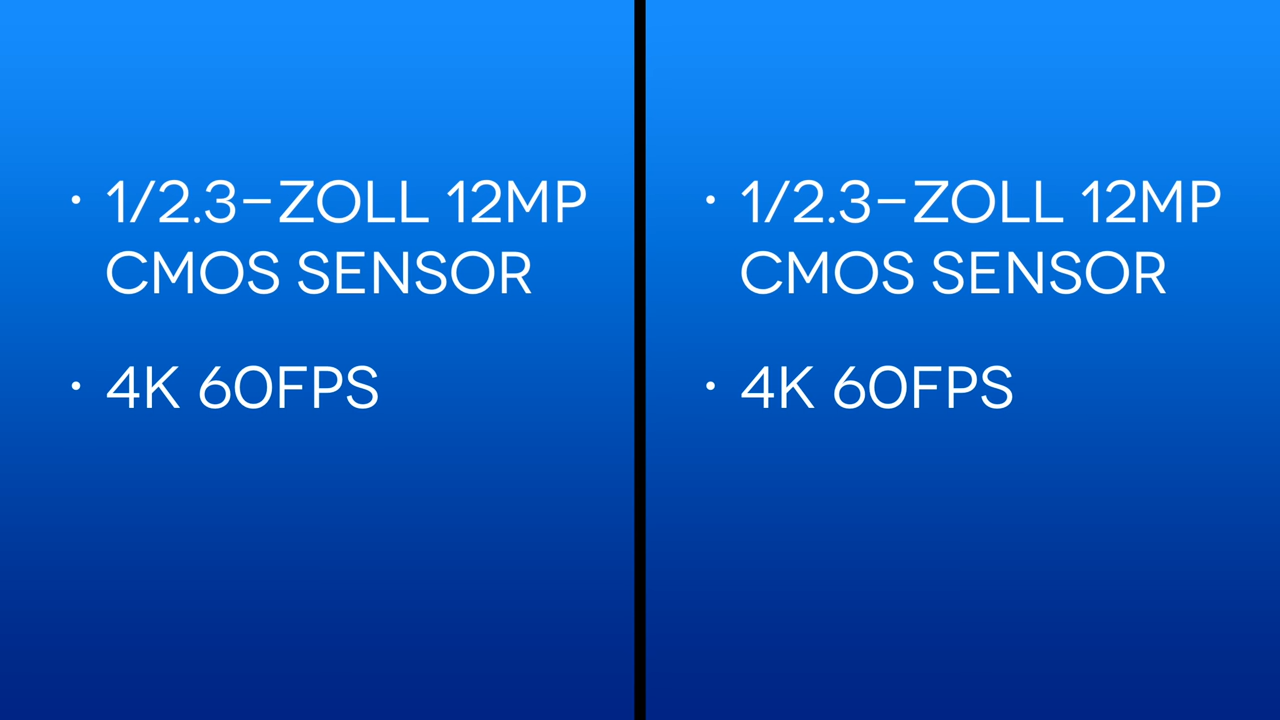 · 1/2.3-ZOLL 12MP
CMOS SENSOR
· 4K 60FPS
· 1/2.3-ZOLL 12MP
CMOS SENSOR
· 4K 60FPS